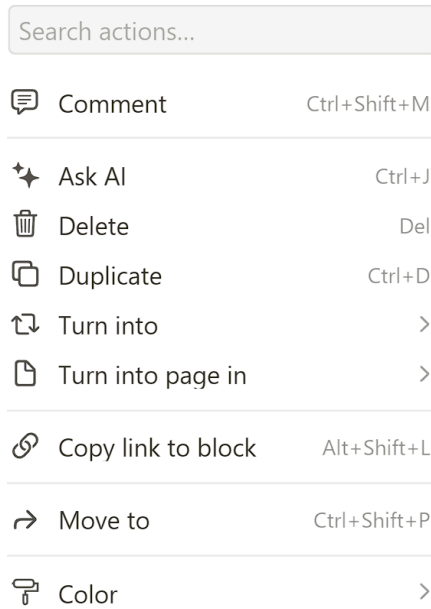 Search actions...
Comment Ctrl+Shift+M
Ask AI Ctrl+J
Delete Del
Duplicate Ctrl+D
Turn into
Turn into page in
Copy link to block Alt+Shift+L
Move to Ctrl+Shift+P
Color